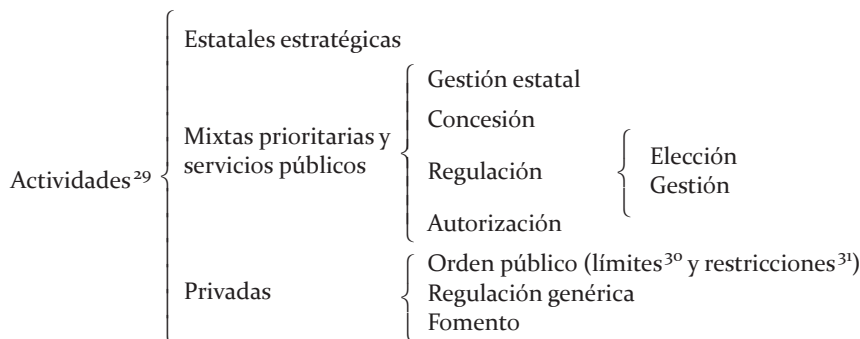 Estatales estratégicas
Gestión estatal
Concesión
Mixtas prioritarias y
servicios públicos
Elección
Actividades²⁹
Regulación
Gestión
Autorización
Orden público (límites³⁰ y restricciones³¹)
Privadas
Regulación genérica
Fomento